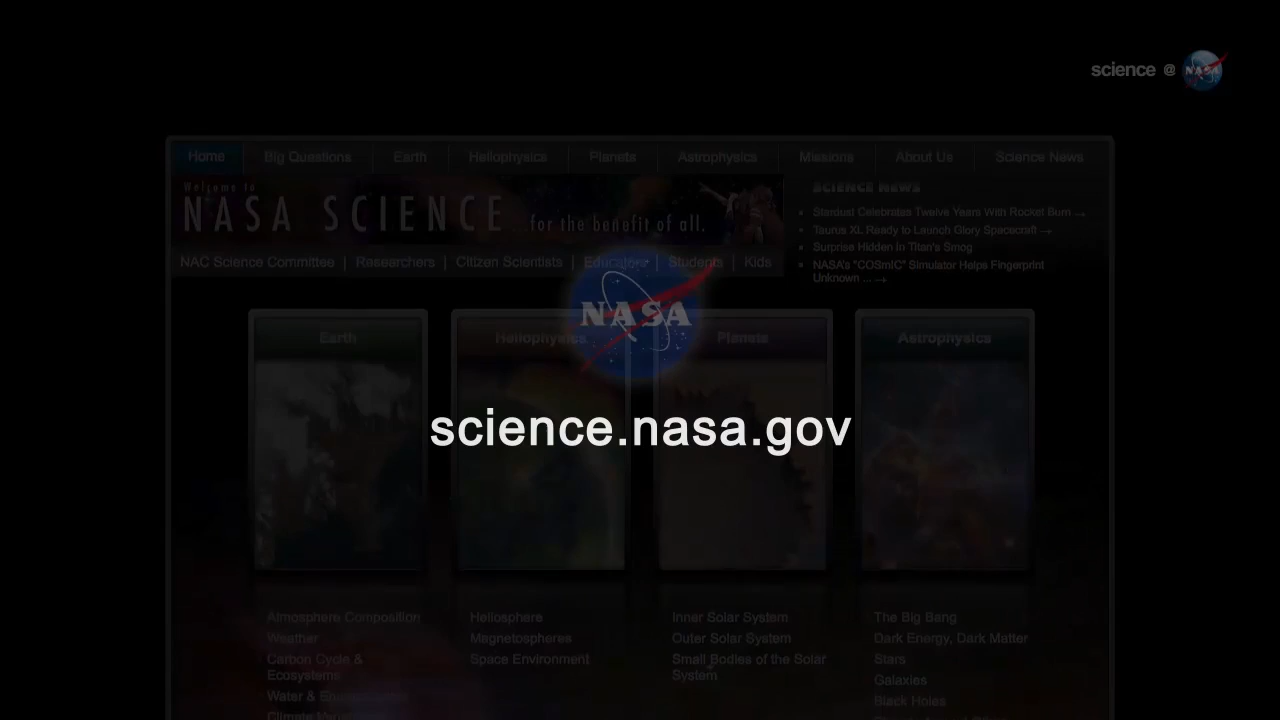 science @ NASA
Home Big Questions Earth Heliophysics Planets Astrophysics Missions About Us Science News
Welcome to
NASA SCIENCE for the benefit of all.
SCIENCE NEWS
Stardust Celebrates Twelve Years With Rocket Burn →
Taurus XL Ready to Launch Glory Spacecraft →
Surprise Hidden In Titan's Smog
NASA's "COSmIC" Simulator Helps Fingerprint
Unknown ... →
NAC Science Committee | Researchers | Citizen Scientists | Educators | Students | Kids
NASA
Earth Heliophysics Planets Astrophysics
science.nasa.gov
Atmosphere Composition
Weather
Carbon Cycle &
Ecosystems
Water &
Heliosphere
Magnetospheres
Space Environment
Inner Solar System
Outer Solar System
Small Bodies of the Solar
System
The Big Bang
Dark Energy, Dark Matter
Stars
Galaxies
Black Holes